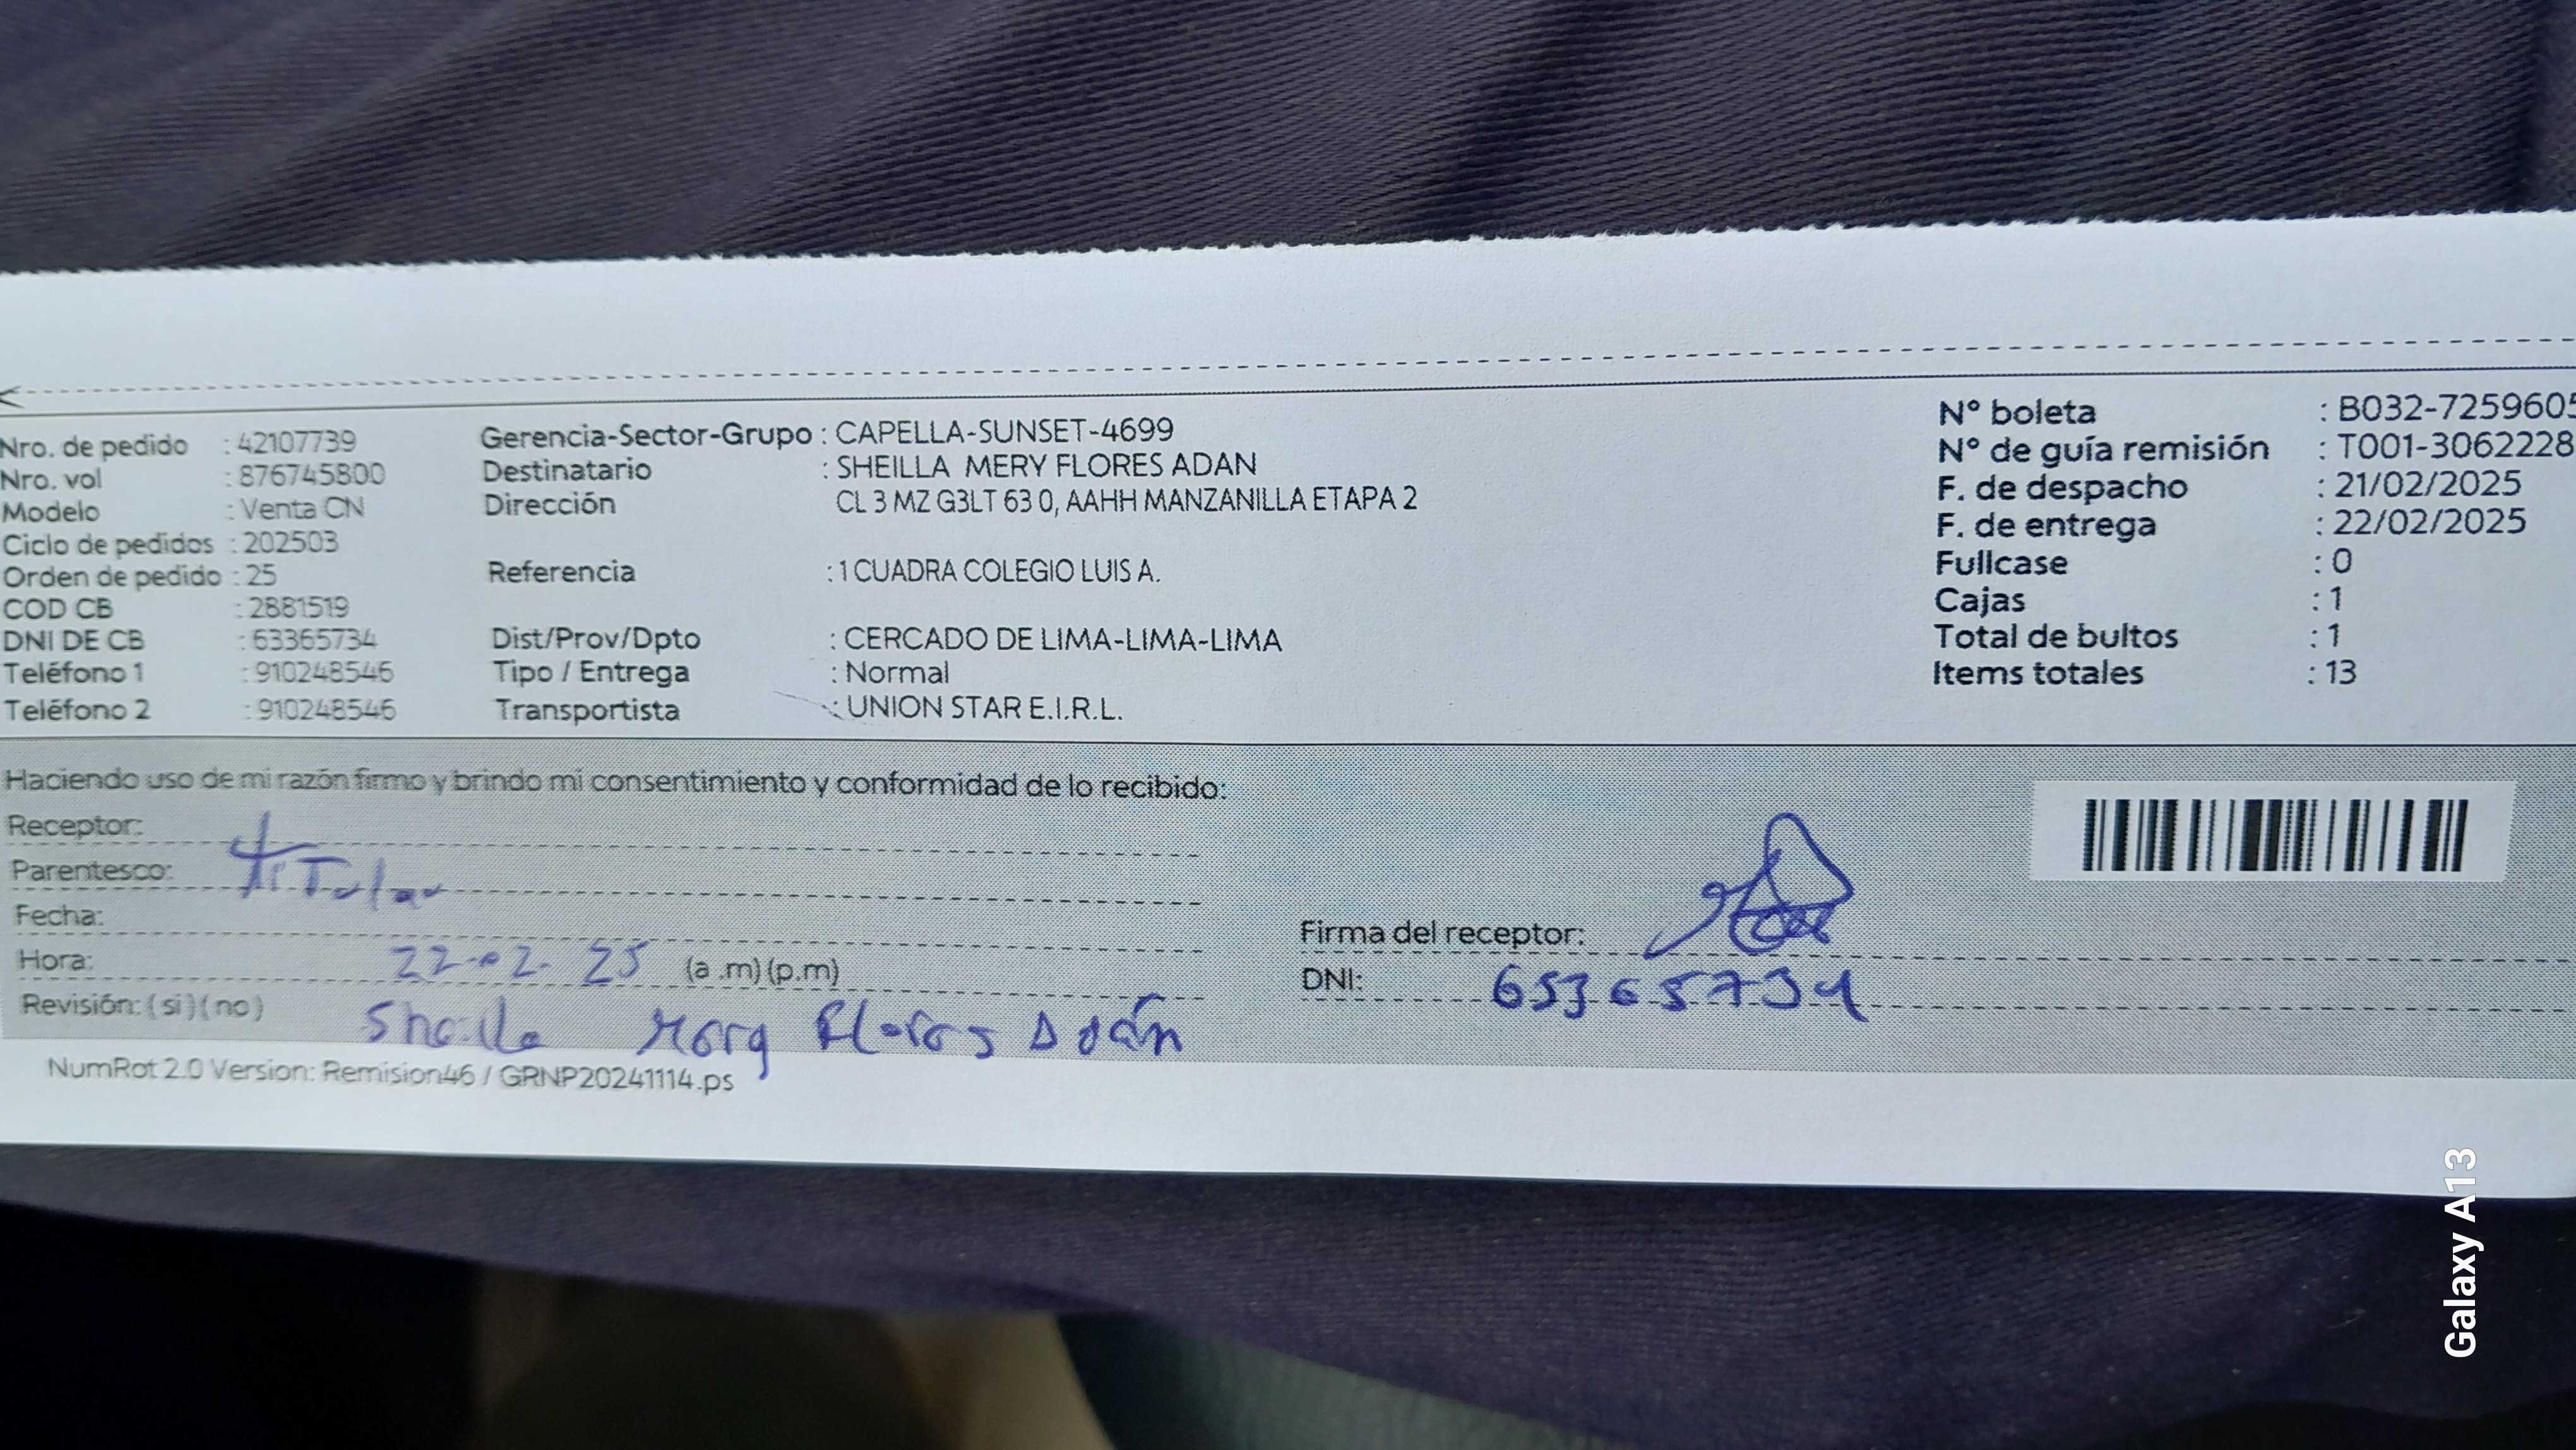 Nro. de pedido : 42107739
Nro. vol : 876745800
Modelo : Venta CN
Ciclo de pedidos : 202503
Orden de pedido : 25
COD CB : 2881519
DNI DE CB : 63365734
Teléfono 1 : 910248546
Teléfono 2 : 910248546
Gerencia-Sector-Grupo : CAPELLA-SUNSET-4699
Destinatario : SHEILLA MERY FLORES ADAN
Dirección CL 3 MZ G3LT 63 0, AAHH MANZANILLA ETAPA 2
Referencia : 1 CUADRA COLEGIO LUIS A.
Dist/Prov/Dpto : CERCADO DE LIMA-LIMA-LIMA
Tipo / Entrega : Normal
Transportista : UNION STAR E.I.R.L.
N° boleta : B032-7259605
N° de guía remisión : T001-3062228
F. de despacho : 21/02/2025
F. de entrega : 22/02/2025
Fullcase : 0
Cajas : 1
Total de bultos : 1
Items totales : 13
Haciendo uso de mi razón firmo y brindo mi consentimiento y conformidad de lo recibido:
Receptor:
Parentesco: titular
Fecha:
Hora: 22-02-25 (a .m)(p.m)
Revisión: (si)(no) Flores Adán
Firma del receptor:
DNI: 65365734
NumRot 2.0 Version: Remision46 / GRNP20241114.ps
Galaxy A13